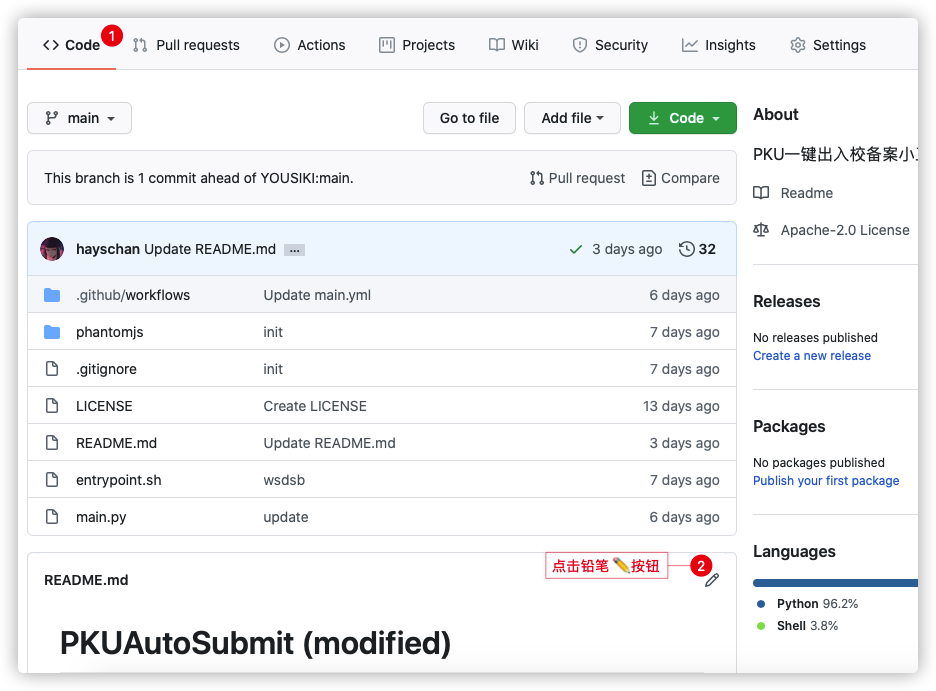 Code 1 Pull requests Actions Projects Wiki Security Insights Settings
main Go to file Add file Code
This branch is 1 commit ahead of YOUSIKI:main. Pull request Compare
hayschan Update README.md ... 3 days ago 32
.github/workflows Update main.yml 6 days ago
phantomjs init 7 days ago
.gitignore init 7 days ago
LICENSE Create LICENSE 13 days ago
README.md Update README.md 3 days ago
entrypoint.sh wsdsb 7 days ago
main.py update 6 days ago
点击铅笔 ✏️按钮 2
README.md
PKUAutoSubmit (modified)
About
PKU一键出入校备案小
Readme
Apache-2.0 License
Releases
No releases published
Create a new release
Packages
No packages published
Publish your first package
Languages
Python 96.2%
Shell 3.8%